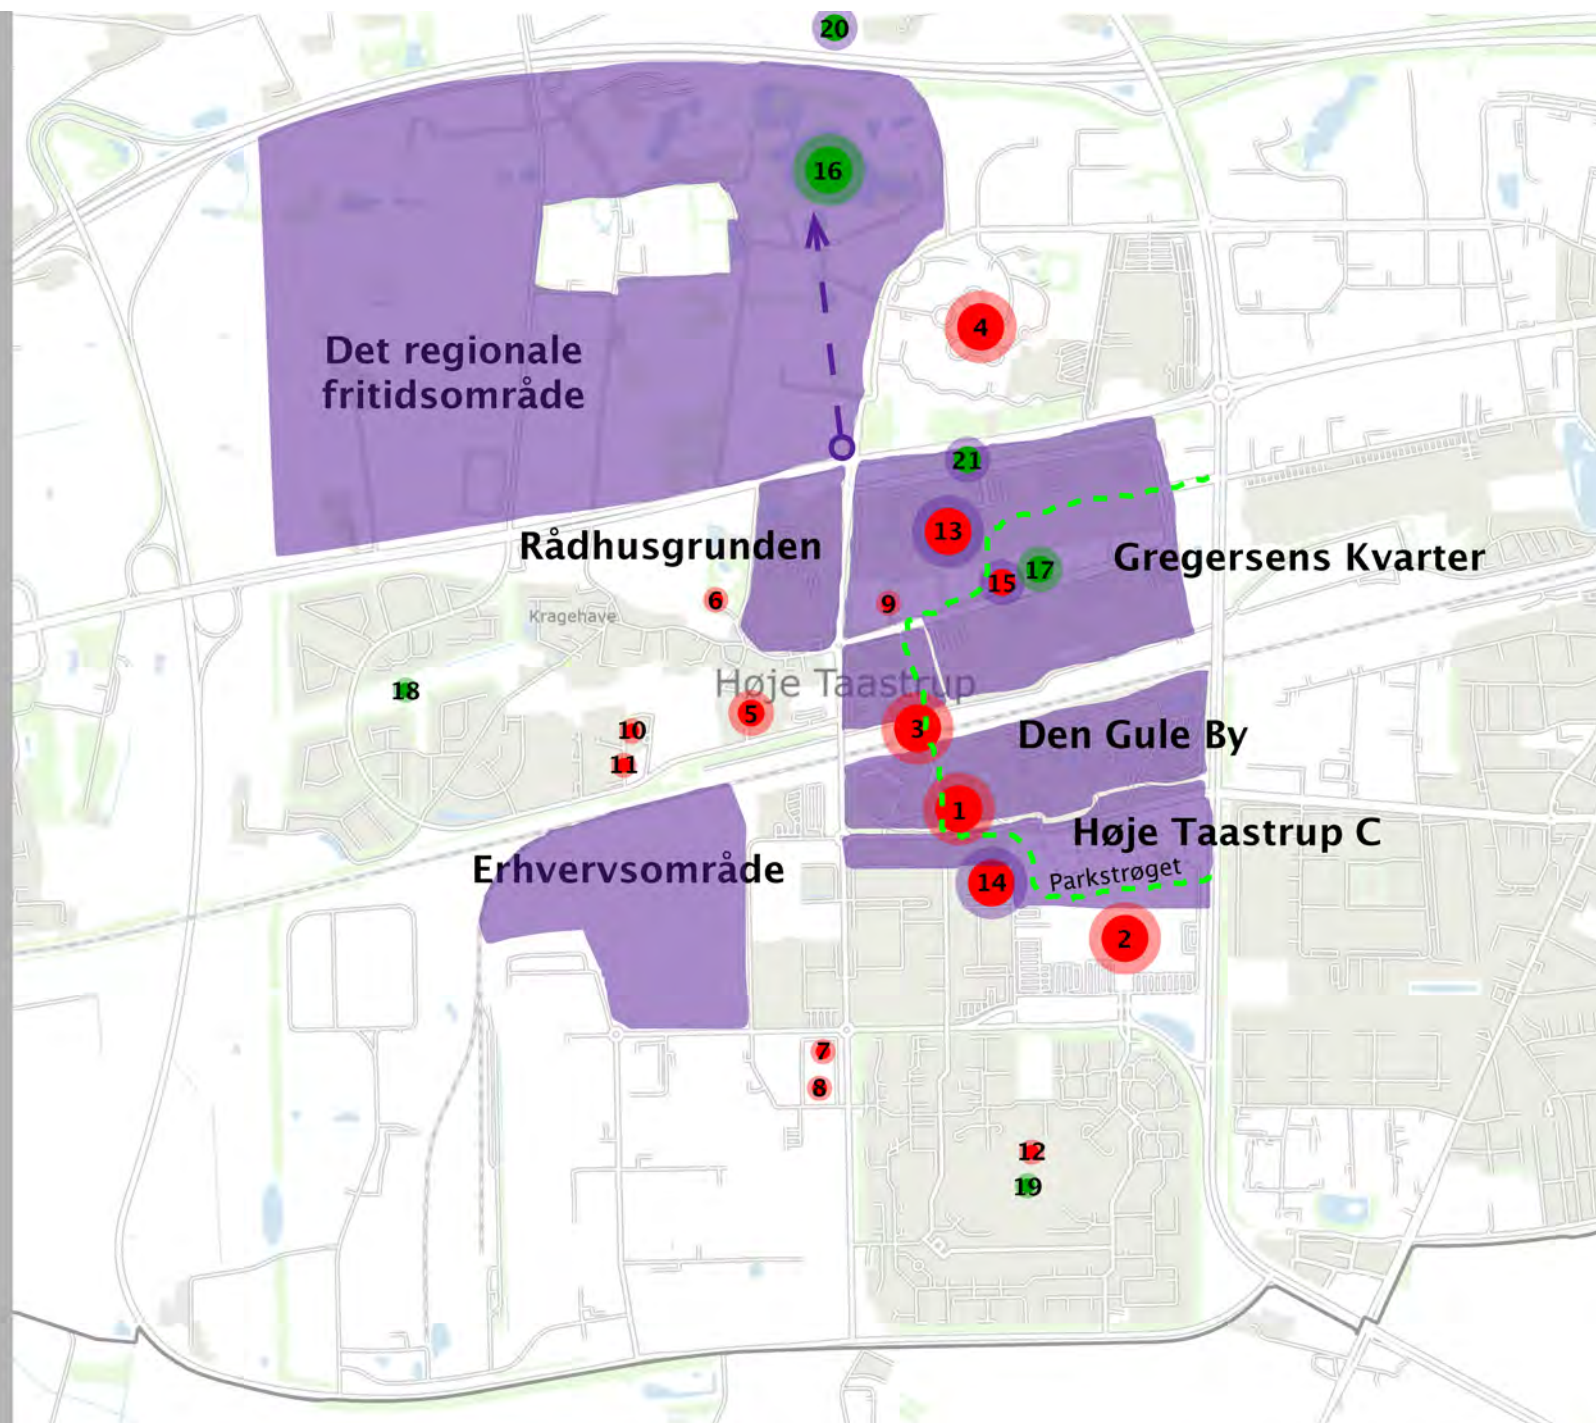 20
16
4
Det regionale
fritidsområde
21
13
Rådhusgrunden
Gregersens Kvarter
17
15
6
9
Kragehave
Høje Taastrup
18
5
10
3
Den Gule By
11
1
Høje Taastrup C
Erhvervsområde
Parkstrøget
14
2
7
8
12
19